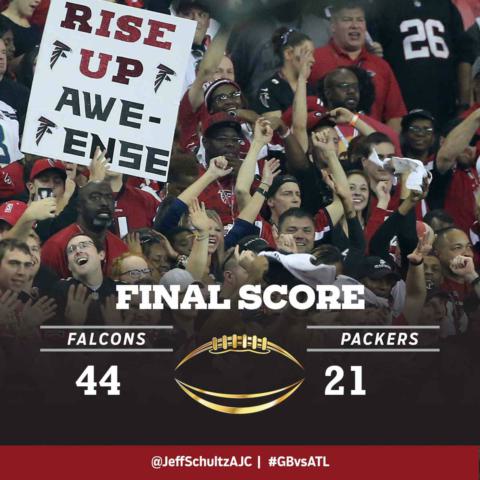 RISE
UP
AWE-
ENSE
26
FINAL SCORE
FALCONS
PACKERS
44
21
@JeffSchultzAJC | #GBvsATL